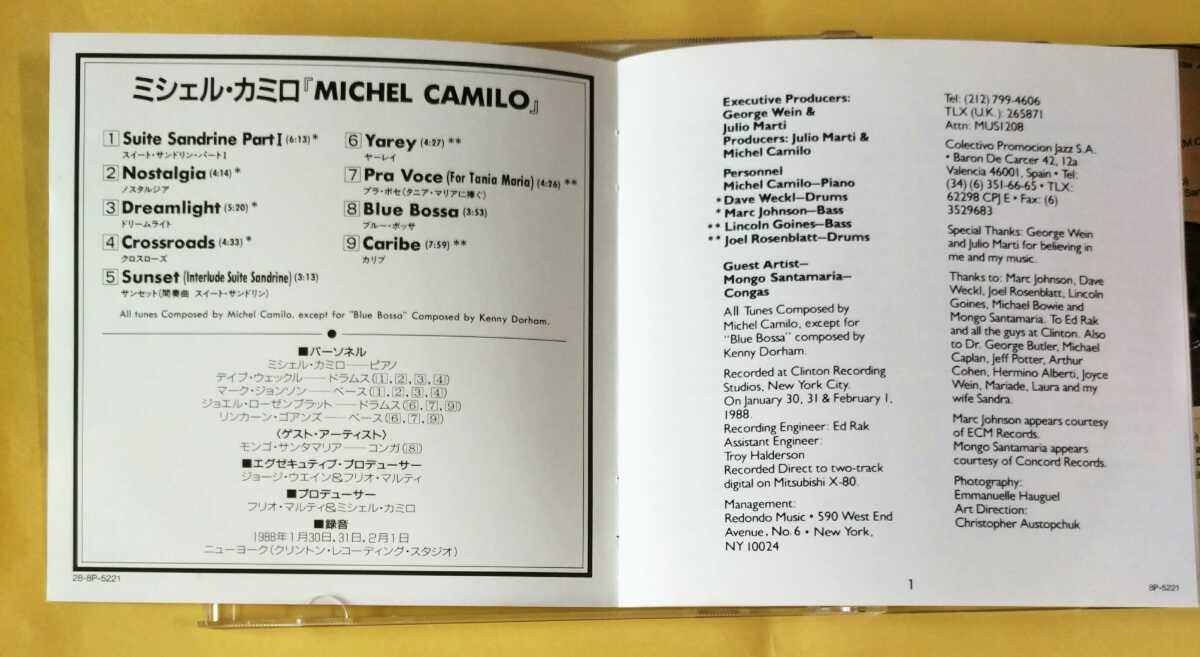 ミシェル・カミロ『MICHEL CAMILO』
1 Suite Sandrine Part I (6:13) *
スイート・サンドリン・パートI
2 Nostalgia (4:14) *
ノスタルジア
3 Dreamlight (5:20) *
ドリームライト
4 Crossroads (4:33) *
クロスローズ
5 Sunset (Interlude Suite Sandrine) (3:13)
サンセット(間奏曲 スイート・サンドリン)
6 Yarey (4:27) **
ヤーレイ
7 Pra Voce (For Tania Maria) (4:26) **
プラ・ボセ(タニア・マリアに捧ぐ)
8 Blue Bossa (3:53)
ブルー・ボッサ
9 Caribe (7:59) **
カリブ
All tunes Composed by Michel Camilo, except for "Blue Bossa" Composed by Kenny Dorham.
■パーソネル
ミシェル・カミロ——ピアノ
デイブ・ウェックル——ドラムス(1, 2, 3, 4)
マーク・ジョンソン——ベース(1, 2, 3, 4)
ジョエル・ローゼンブラット——ドラムス(6, 7, 9)
リンカーン・ゴアンズ——ベース(6, 7, 9)
〈ゲスト・アーティスト〉
モンゴ・サンタマリア——コンガ(8)
■エグゼキュティブ・プロデューサー
ジョージ・ウエイン&フリオ・マルティ
■プロデューサー
フリオ・マルティ&ミシェル・カミロ
■録音
1988年1月30日, 31日, 2月1日
ニューヨーク(クリントン・レコーディング・スタジオ)
28-8P-5221
Executive Producers:
George Wein &
Julio Marti
Producers: Julio Marti &
Michel Camilo
Personnel
Michel Camilo—Piano
* Dave Weckl—Drums
* Marc Johnson—Bass
** Lincoln Goines—Bass
** Joel Rosenblatt—Drums
Guest Artist—
Mongo Santamaria—
Congas
All Tunes Composed by
Michel Camilo, except for
"Blue Bossa" composed by
Kenny Dorham.
Recorded at Clinton Recording
Studios, New York City.
On January 30, 31 & February 1,
1988.
Recording Engineer: Ed Rak
Assistant Engineer:
Troy Halderson
Recorded Direct to two-track
digital on Mitsubishi X-80.
Management:
Redondo Music • 590 West End
Avenue, No. 6 • New York,
NY 10024
Tel: (212) 799-4606
TLX (U.K.): 265871
Attn: MUS1208
Colectivo Promocion Jazz S.A.
• Baron De Carcer 42, 12a
Valencia 46001, Spain • Tel:
(34) (6) 351-66-65 • TLX:
62298 CPJ E • Fax: (6)
3529683
Special Thanks: George Wein
and Julio Marti for believing in
me and my music.
Thanks to: Marc Johnson, Dave
Weckl, Joel Rosenblatt, Lincoln
Goines, Michael Bowie and
Mongo Santamaria. To Ed Rak
and all the guys at Clinton. Also
to Dr. George Butler, Michael
Caplan, Jeff Potter, Arthur
Cohen, Hermino Alberti, Joyce
Wein, Mariade, Laura and my
wife Sandra.
Marc Johnson appears courtesy
of ECM Records.
Mongo Santamaria appears
courtesy of Concord Records.
Photography:
Emmanuelle Hauguel
Art Direction:
Christopher Austopchuk
1
8P-5221